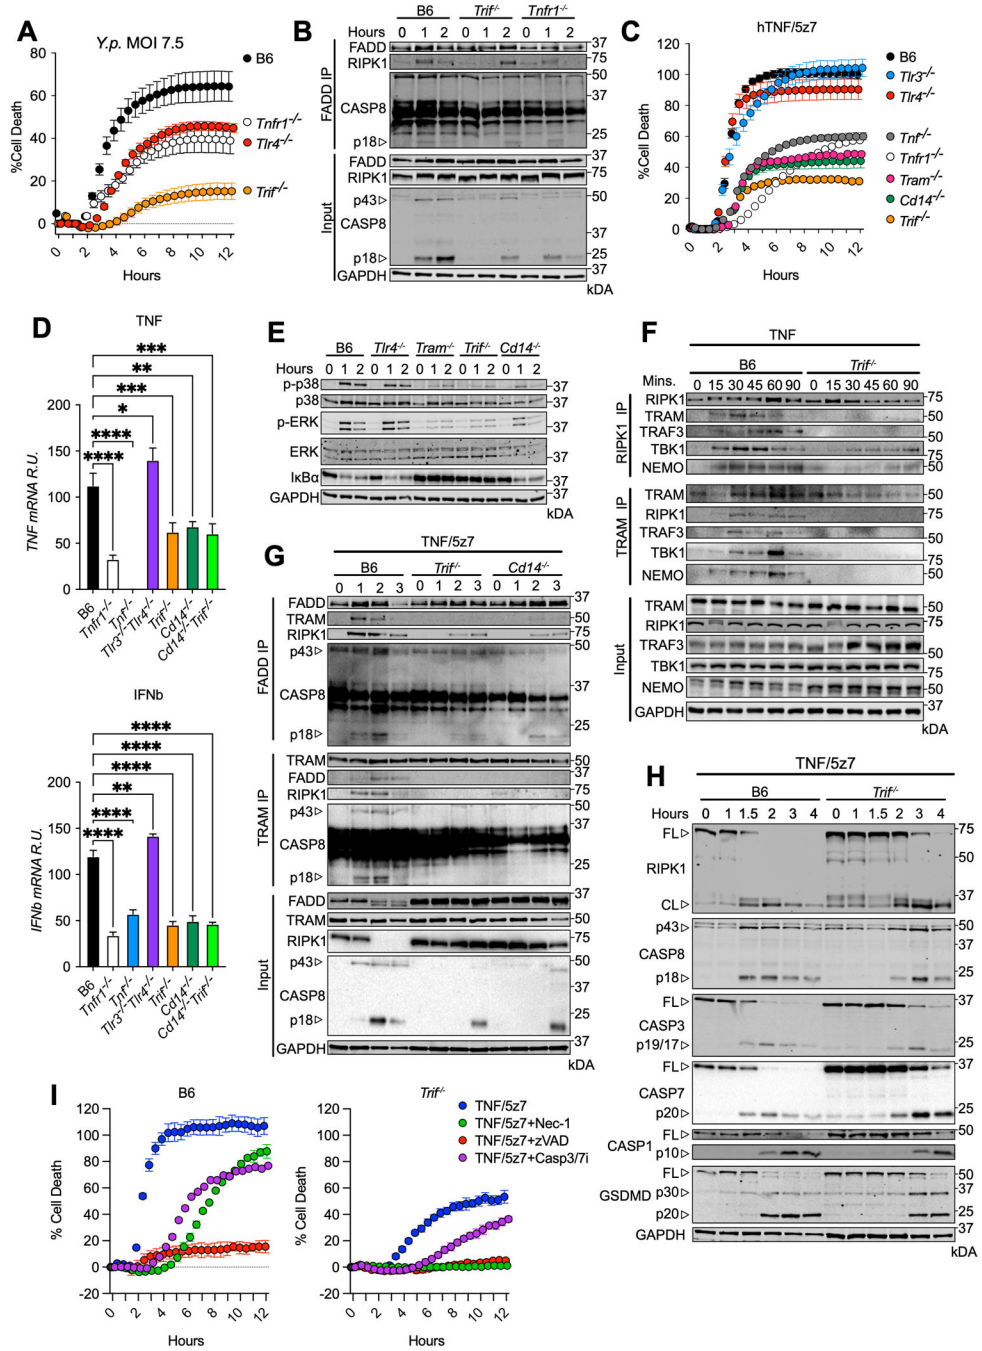 A
Y.p. MOI 7.5
%Cell Death
80
60
40
20
0
0 2 4 6 8 10 12
Hours
B6
Tnfr1-/-
Tlr4-/-
Trif-/-
B
B6 Trif-/- Tnfr1-/-
Hours 0 1 2 0 1 2 0 1 2
FADD IP
FADD 37
RIPK1 75
50
CASP8 37
25
p18▷
Input
FADD 37
RIPK1 75
p43▷ 50
CASP8 37
25
p18▷
GAPDH 37
kDA
C
hTNF/5z7
%Cell Death
120
100
80
60
40
20
0
0 2 4 6 8 10 12
Hours
B6
Tlr3-/-
Tlr4-/-
Tnf-/-
Tnfr1-/-
Tram-/-
Cd14-/-
Trif-/-
D
TNF
TNF mRNA R.U.
200
150
100
50
0
***
**
***
*
****
****
B6 Tnfr1-/- Tnf-/- Tlr3-/-Tlr4-/- Trif-/- Cd14-/- Cd14-/-Trif-/-
IFNb
IFNb mRNA R.U.
200
150
100
50
0
****
****
****
**
****
****
B6 Tnfr1-/- Tnf-/- Tlr3-/-Tlr4-/- Trif-/- Cd14-/- Cd14-/-Trif-/-
E
B6 Tlr4-/- Tram-/- Trif-/- Cd14-/-
Hours 0 1 2 0 1 2 0 1 2 0 1 2 0 1 2
p-p38 37
p38 37
p-ERK 37
ERK 37
IκBα 37
GAPDH 37
kDA
F
TNF
B6 Trif-/-
Mins. 0 15 30 45 60 90 0 15 30 45 60 90
RIPK1 IP
RIPK1 75
TRAM 50
TRAF3 50
TBK1 75
NEMO 50
TRAM IP
TRAM 50
RIPK1 75
TRAF3 50
TBK1 75
NEMO 50
Input
TRAM 50
RIPK1 75
TRAF3 50
TBK1 75
NEMO 50
GAPDH 37
kDA
G
TNF/5z7
B6 Trif-/- Cd14-/-
0 1 2 3 0 1 2 3 0 1 2 3
FADD IP
FADD 37
TRAM 50
RIPK1 75
p43▷ 50
CASP8 37
25
p18▷
TRAM IP
TRAM 50
FADD 37
RIPK1 75
p43▷ 50
CASP8 37
25
p18▷
Input
FADD 37
TRAM 50
RIPK1 75
p43▷ 50
CASP8 37
p18▷ 25
GAPDH 37
kDA
H
TNF/5z7
B6 Trif-/-
Hours 0 1 1.5 2 3 4 0 1 1.5 2 3 4
FL▷ 75
RIPK1 50
CL▷ 37
p43▷ 50
CASP8 37
p18▷ 25
FL▷ 37
CASP3
p19/17▷ 25
FL▷ 37
CASP7
p20▷ 25
CASP1 FL▷ 50
p10▷ 10
FL▷ 50
GSDMD p30▷ 37
p20▷ 25
GAPDH 37
kDA
I
B6
% Cell Death
120
100
80
60
40
20
0
-20
0 2 4 6 8 10 12
Hours
Trif-/-
% Cell Death
120
100
80
60
40
20
0
-20
0 2 4 6 8 10 12
Hours
TNF/5z7
TNF/5z7+Nec-1
TNF/5z7+zVAD
TNF/5z7+Casp3/7i